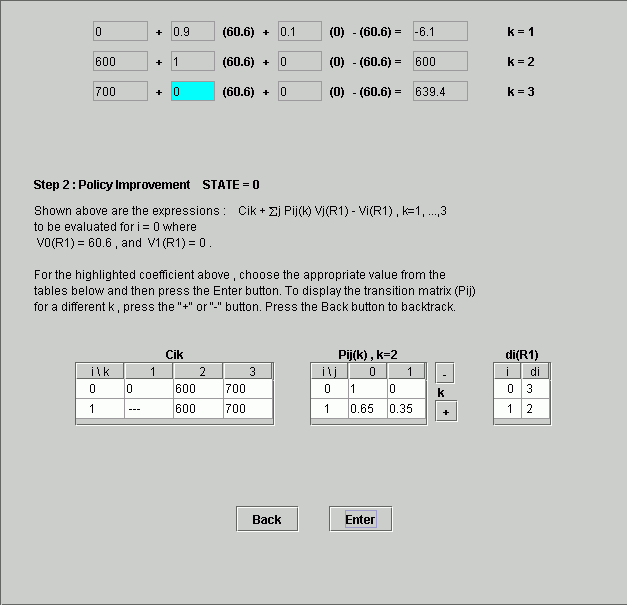 0 + 0.9 (60.6) + 0.1 (0) - (60.6) = -6.1 k = 1
600 + 1 (60.6) + 0 (0) - (60.6) = 600 k = 2
700 + 0 (60.6) + 0 (0) - (60.6) = 639.4 k = 3
Step 2 : Policy Improvement STATE = 0
Shown above are the expressions : Cik + Σj Pij(k) Vj(R1) - Vi(R1) , k=1, ...,3
to be evaluated for i = 0 where
V0(R1) = 60.6 , and V1(R1) = 0 .
For the highlighted coefficient above , choose the appropriate value from the
tables below and then press the Enter button. To display the transition matrix (Pij)
for a different k , press the "+" or "-" button. Press the Back button to backtrack.
Cik Pij(k) , k=2 di(R1)
i \ k 1 2 3 i \ j 0 1 - i di
0 0 600 700 0 1 0 k 0 3
1 --- 600 700 1 0.65 0.35 + 1 2
Back Enter